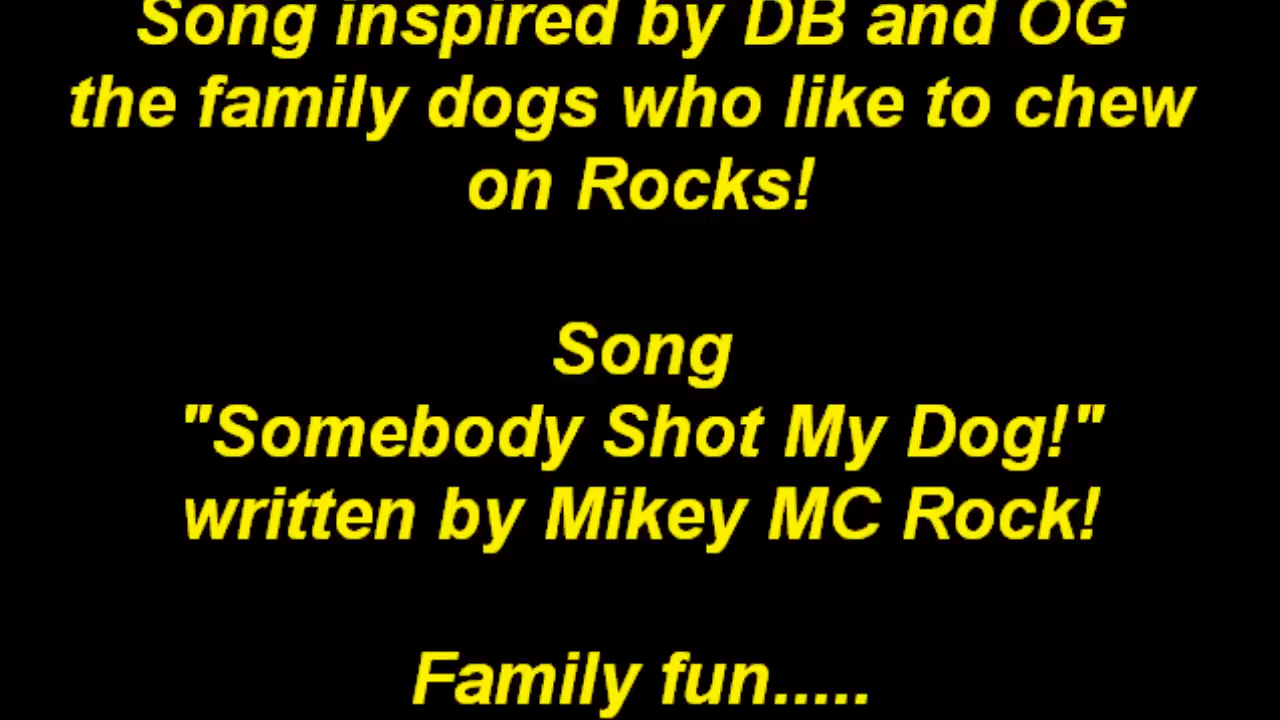 Song inspired by DB and OG
the family dogs who like to chew
on Rocks!
Song
"Somebody Shot My Dog!"
written by Mikey MC Rock!
Family fun.....